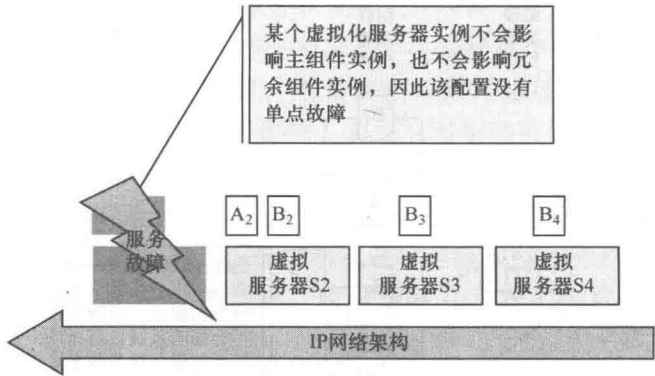 某个虚拟化服务器实例不会影
响主组件实例，也不会影响冗
余组件实例，因此该配置没有
单点故障
服务
故障
A₂ B₂ B₃ B₄
虚拟 虚拟 虚拟
服务器S2 服务器S3 服务器S4
IP网络架构